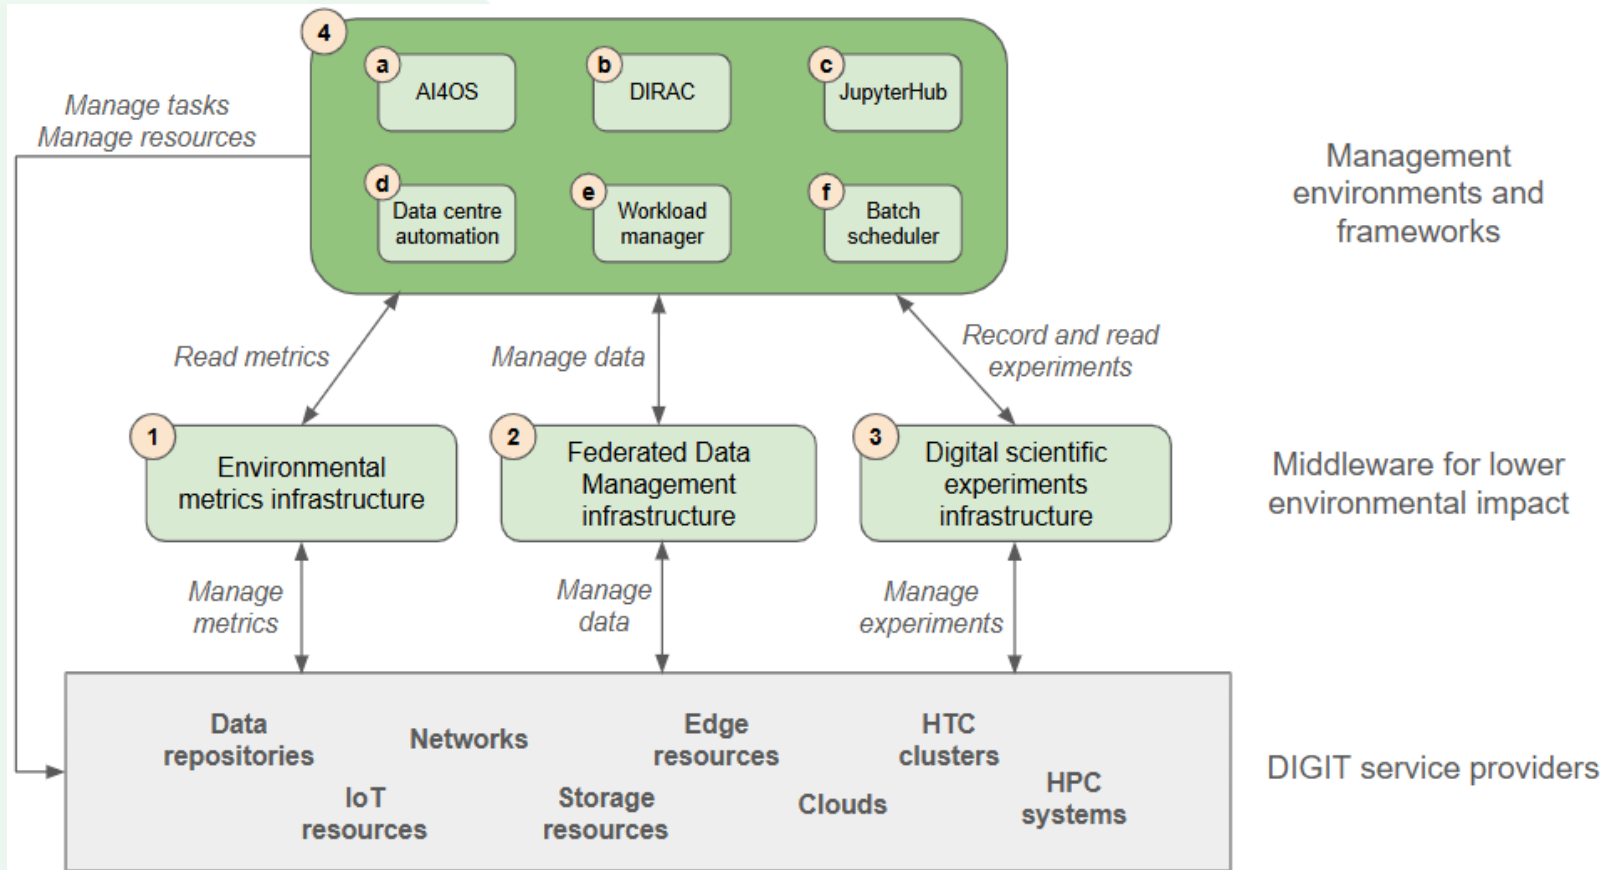 4
a
AI4OS
b
DIRAC
c
JupyterHub
d
Data centre
automation
e
Workload
manager
f
Batch
scheduler
Manage tasks
Manage resources
Management
environments and
frameworks
Read metrics
Manage data
Record and read
experiments
1
Environmental
metrics infrastructure
2
Federated Data
Management
infrastructure
3
Digital scientific
experiments
infrastructure
Middleware for lower
environmental impact
Manage
metrics
Manage
data
Manage
experiments
Data
repositories
Networks
Edge
resources
HTC
clusters
IoT
resources
Storage
resources
Clouds
HPC
systems
DIGIT service providers